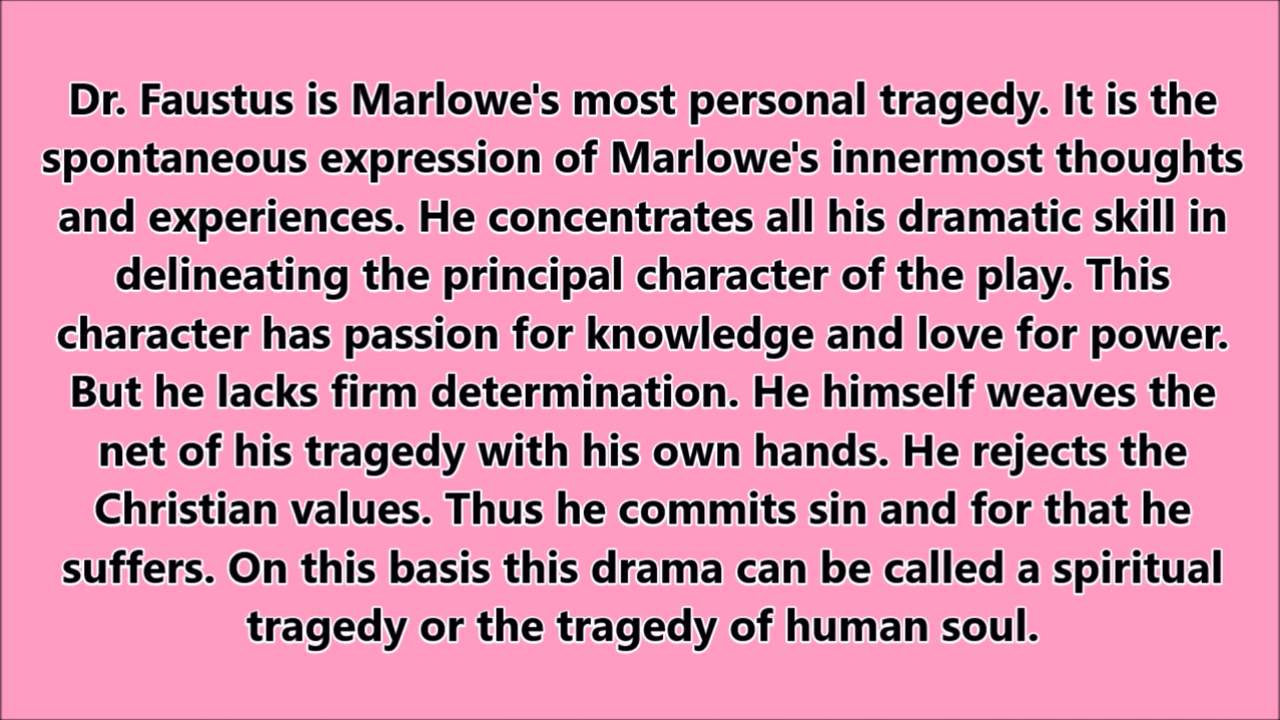 Dr. Faustus is Marlowe's most personal tragedy. It is the
spontaneous expression of Marlowe's innermost thoughts
and experiences. He concentrates all his dramatic skill in
delineating the principal character of the play. This
character has passion for knowledge and love for power.
But he lacks firm determination. He himself weaves the
net of his tragedy with his own hands. He rejects the
Christian values. Thus he commits sin and for that he
suffers. On this basis this drama can be called a spiritual
tragedy or the tragedy of human soul.